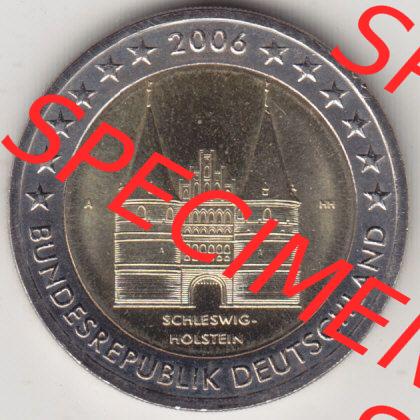 2006
A
HH
SCHLESWIG-
HOLSTEIN
BUNDESREPUBLIK DEUTSCHLAND
SPECIMEN